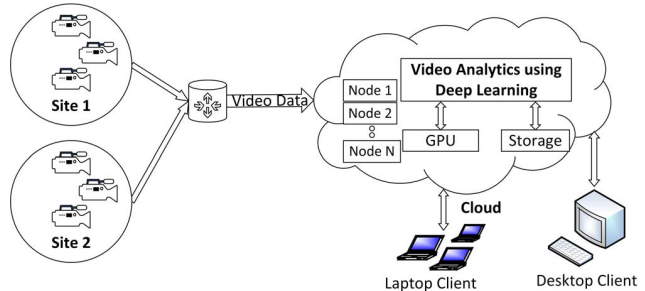 Site 1
Site 2
Video Data
Node 1
Node 2
Node N
Video Analytics using
Deep Learning
GPU
Storage
Cloud
Laptop Client
Desktop Client